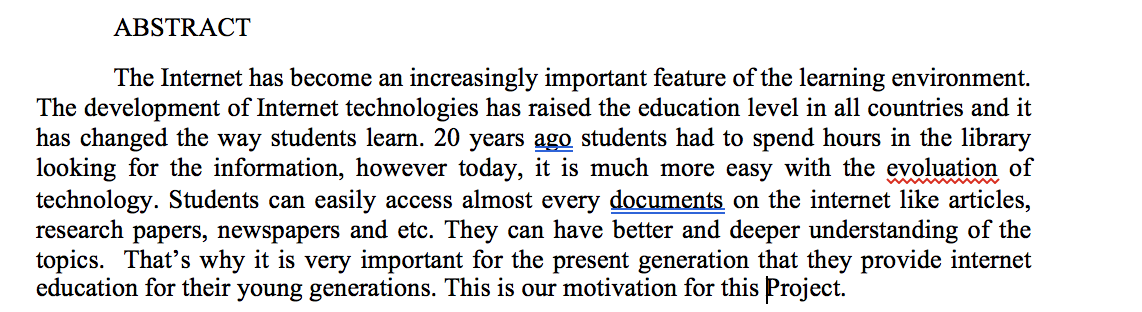 ABSTRACT
The Internet has become an increasingly important feature of the learning environment.
The development of Internet technologies has raised the education level in all countries and it
has changed the way students learn. 20 years ago students had to spend hours in the library
looking for the information, however today, it is much more easy with the evoluation of
technology. Students can easily access almost every documents on the internet like articles,
research papers, newspapers and etc. They can have better and deeper understanding of the
topics.  That’s why it is very important for the present generation that they provide internet
education for their young generations. This is our motivation for this Project.